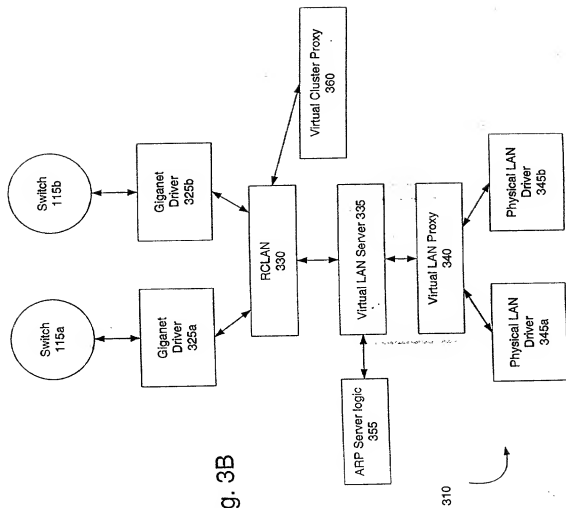 Switch
115a
Switch
115b
Giganet
Driver
325a
Giganet
Driver
325b
RCLAN
330
Virtual Cluster Proxy
360
ARP Server logic
355
Virtual LAN Server 335
Virtual LAN Proxy
340
Physical LAN
Driver
345a
Physical LAN
Driver
345b
310
g. 3B